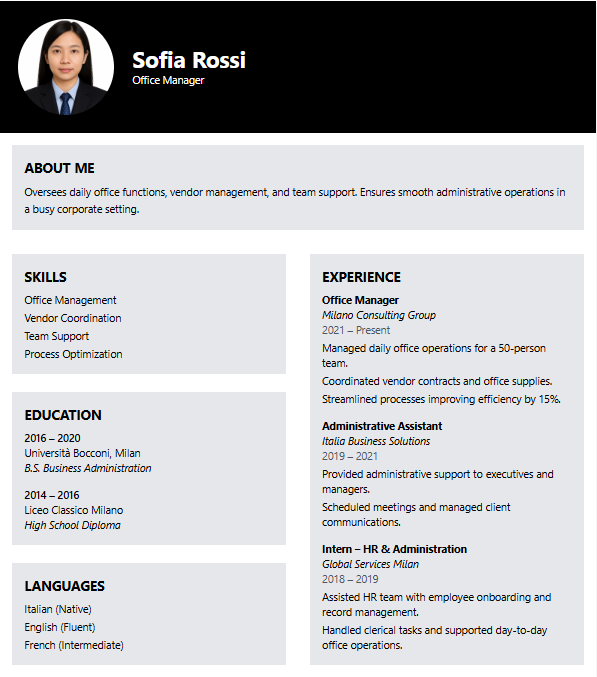 Sofia Rossi
Office Manager
ABOUT ME
Oversees daily office functions, vendor management, and team support. Ensures smooth administrative operations in
a busy corporate setting.
SKILLS
Office Management
Vendor Coordination
Team Support
Process Optimization
EDUCATION
2016 – 2020
Università Bocconi, Milan
B.S. Business Administration
2014 – 2016
Liceo Classico Milano
High School Diploma
LANGUAGES
Italian (Native)
English (Fluent)
French (Intermediate)
EXPERIENCE
Office Manager
Milano Consulting Group
2021 – Present
Managed daily office operations for a 50-person
team.
Coordinated vendor contracts and office supplies.
Streamlined processes improving efficiency by 15%.
Administrative Assistant
Italia Business Solutions
2019 – 2021
Provided administrative support to executives and
managers.
Scheduled meetings and managed client
communications.
Intern – HR & Administration
Global Services Milan
2018 – 2019
Assisted HR team with employee onboarding and
record management.
Handled clerical tasks and supported day-to-day
office operations.